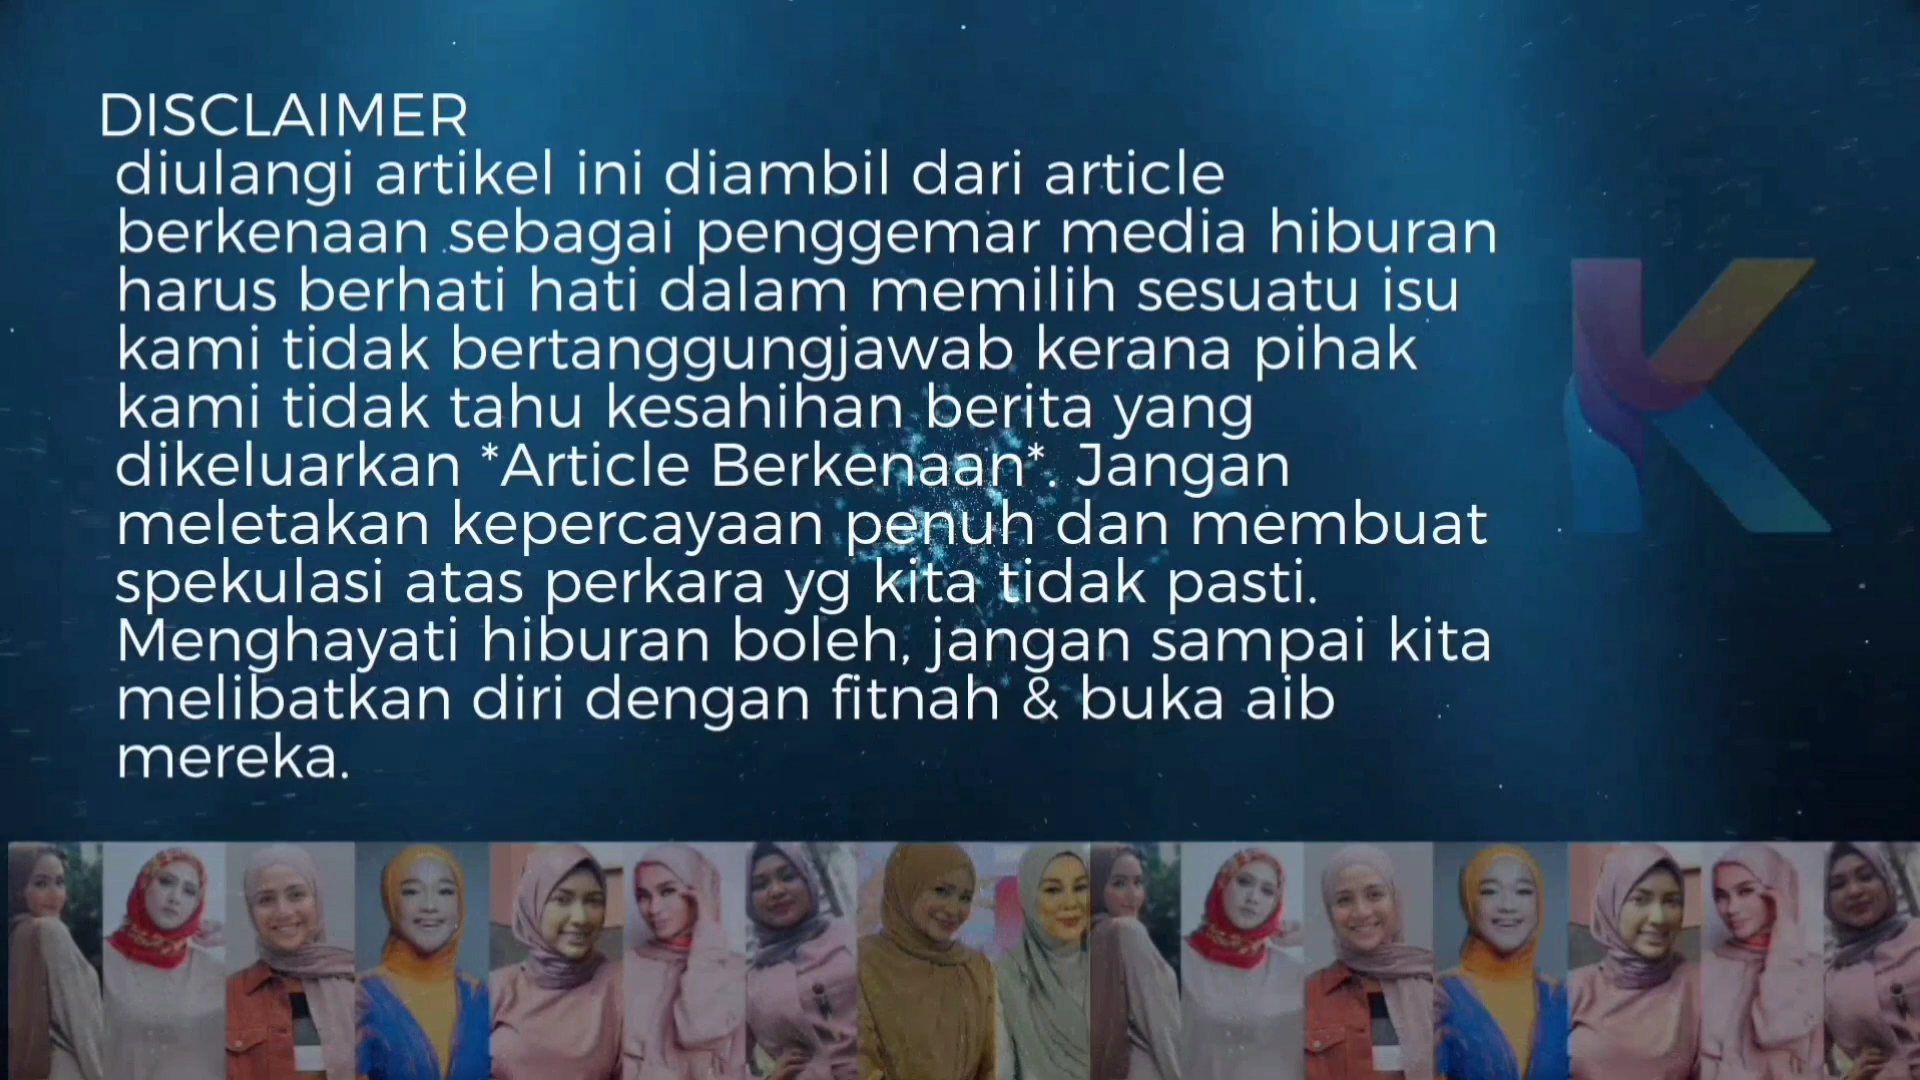 DISCLAIMER
diulangi artikel ini diambil dari article
berkenaan .sebagai penggemar media hiburan
harus berhati hati dalam memilih sesuatu isu
kami tidak bertanggungjawab kerana pihak
kami tidak tahu kesahihan berita yang
dikeluarkan *Article Berkenaan*. Jangan
meletakan kepercayaan penuh dan membuat
spekulasi atas perkara yg kita tidak pasti.
Menghayati hiburan boleh, jangan sampai kita
melibatkan diri dengan fitnah & buka aib
mereka.
K